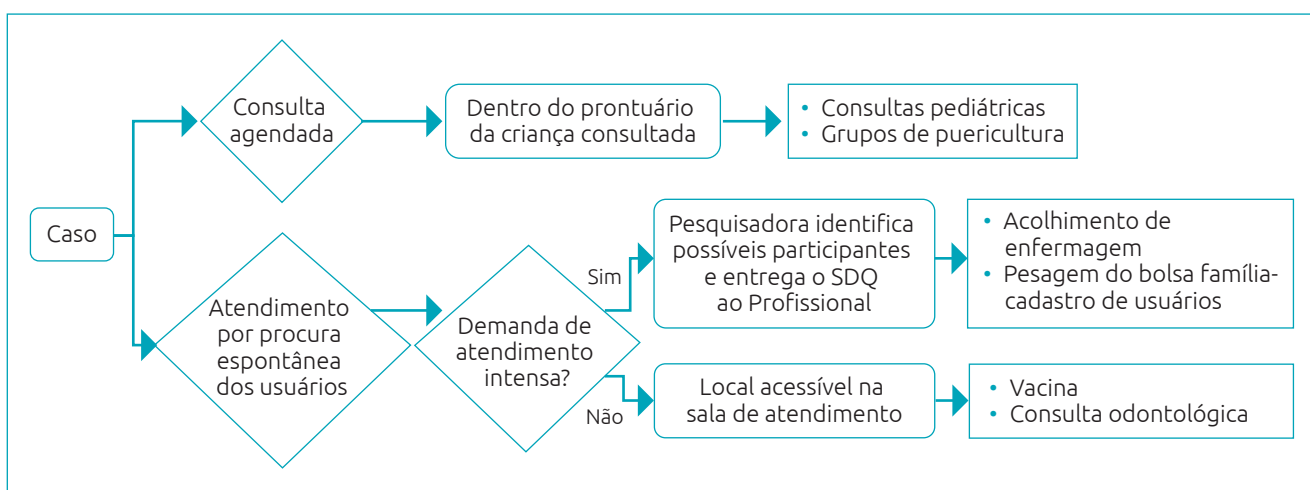 Consulta
agendada
Dentro do prontuário
da criança consultada
• Consultas pediátricas
• Grupos de puericultura
Caso
Atendimento
por procura
espontânea
dos usuários
Demanda de
atendimento
intensa?
Sim
Pesquisadora identifica
possíveis participantes
e entrega o SDQ
ao Profissional
• Acolhimento de
enfermagem
• Pesagem do bolsa família-
cadastro de usuários
Não
Local acessível na
sala de atendimento
• Vacina
• Consulta odontológica